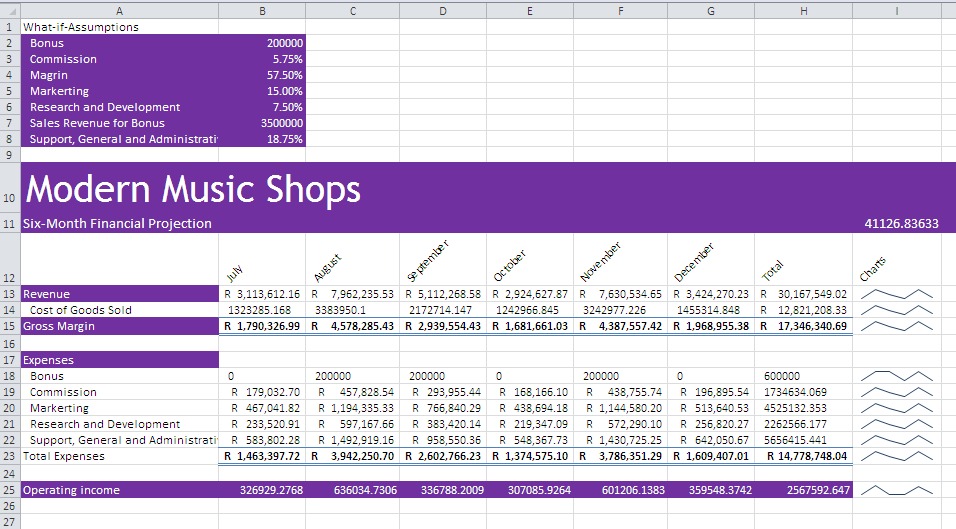 A B C D E F G H I
1 What-if-Assumptions
2 Bonus 200000
3 Commission 5.75%
4 Magrin 57.50%
5 Markerting 15.00%
6 Research and Development 7.50%
7 Sales Revenue for Bonus 3500000
8 Support, General and Administrati 18.75%
9
10 Modern Music Shops
11 Six-Month Financial Projection 41126.83633
12 July August September October November December Total Charts
13 Revenue R 3,113,612.16 R 7,962,235.53 R 5,112,268.58 R 2,924,627.87 R 7,630,534.65 R 3,424,270.23 R 30,167,549.02
14 Cost of Goods Sold 1323285.168 3383950.1 2172714.147 1242966.845 3242977.226 1455314.848 R 12,821,208.33
15 Gross Margin R 1,790,326.99 R 4,578,285.43 R 2,939,554.43 R 1,681,661.03 R 4,387,557.42 R 1,968,955.38 R 17,346,340.69
16
17 Expenses
18 Bonus 0 200000 200000 0 200000 0 600000
19 Commission R 179,032.70 R 457,828.54 R 293,955.44 R 168,166.10 R 438,755.74 R 196,895.54 1734634.069
20 Markerting R 467,041.82 R 1,194,335.33 R 766,840.29 R 438,694.18 R 1,144,580.20 R 513,640.53 4525132.353
21 Research and Development R 233,520.91 R 597,167.66 R 383,420.14 R 219,347.09 R 572,290.10 R 256,820.27 2262566.177
22 Support, General and Administrati R 583,802.28 R 1,492,919.16 R 958,550.36 R 548,367.73 R 1,430,725.25 R 642,050.67 5656415.441
23 Total Expenses R 1,463,397.72 R 3,942,250.70 R 2,602,766.23 R 1,374,575.10 R 3,786,351.29 R 1,609,407.01 R 14,778,748.04
24
25 Operating income 326929.2768 636034.7306 336788.2009 307085.9264 601206.1383 359548.3742 2567592.647
26
27